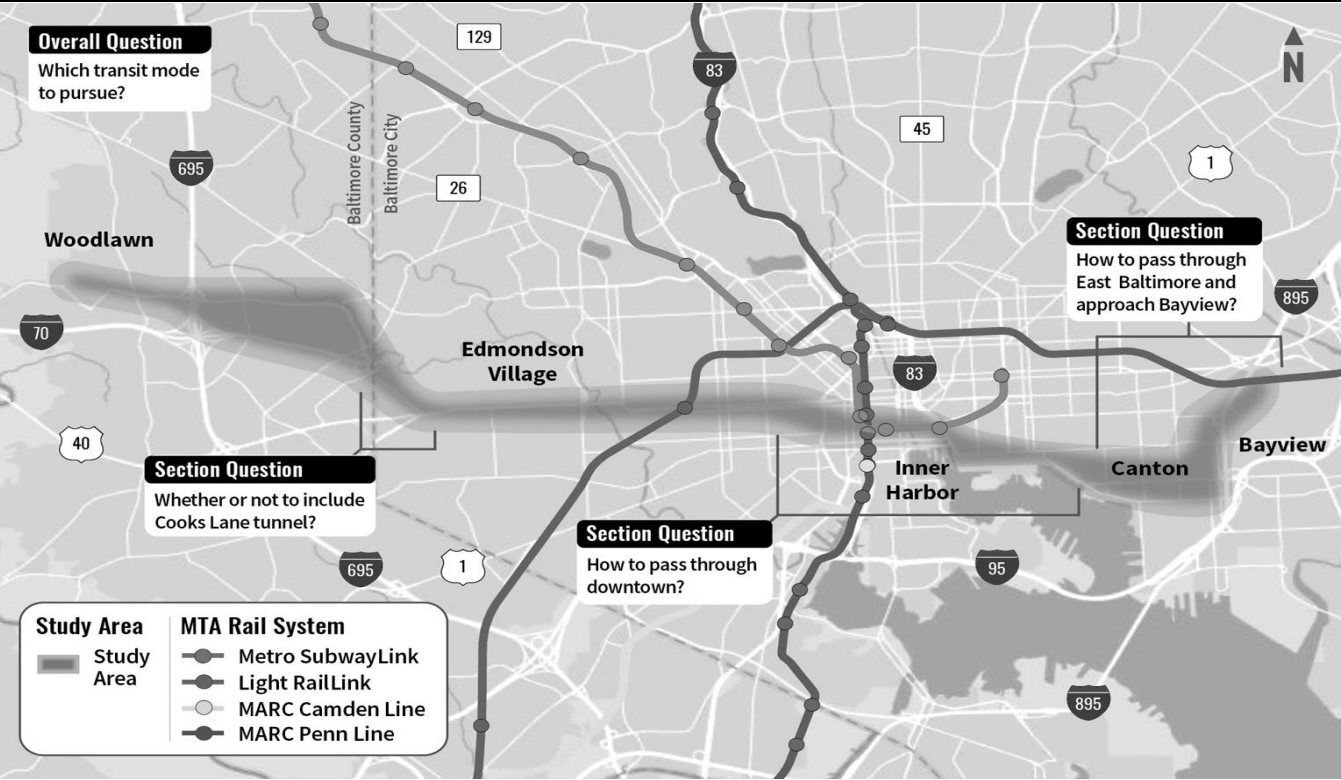 Overall Question
Which transit mode
to pursue?
129
83
N
Baltimore County
Baltimore City
45
1
695
26
Woodlawn
Section Question
How to pass through
East Baltimore and
approach Bayview?
895
70
Edmondson
Village
83
40
Section Question
Whether or not to include
Cooks Lane tunnel?
Inner
Harbor
Canton
Bayview
Section Question
How to pass through
downtown?
695
1
95
Study Area
Study
Area
MTA Rail System
Metro SubwayLink
Light RailLink
MARC Camden Line
MARC Penn Line
895